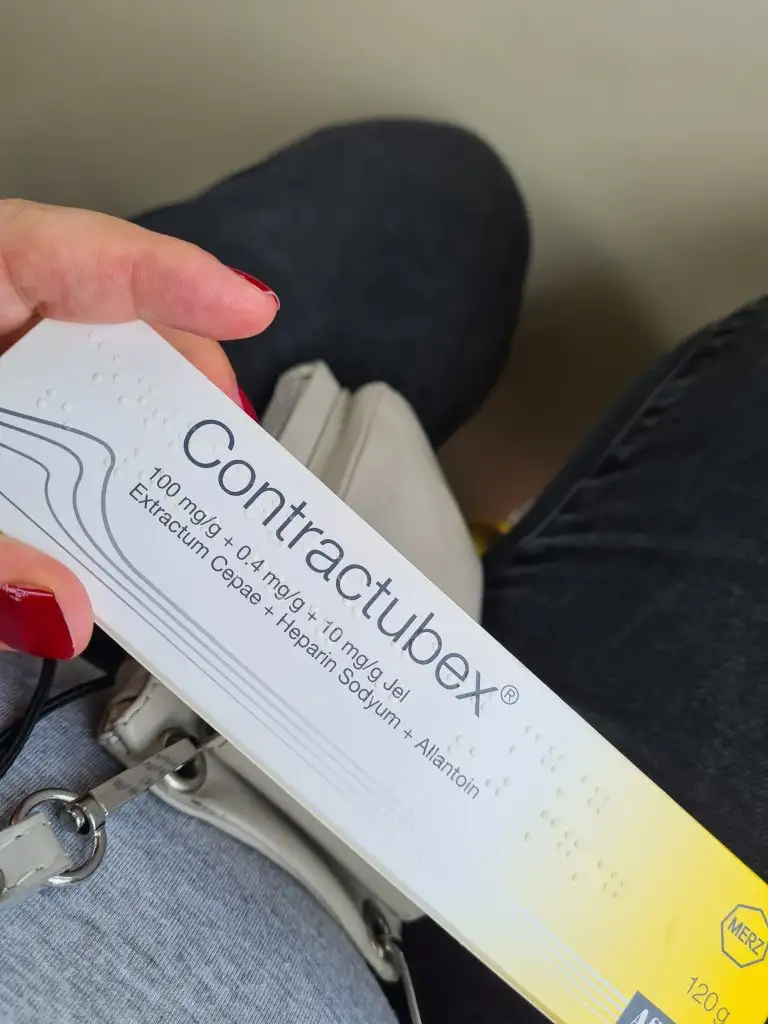 Contractubex®
100 mg/g + 0.4 mg/g + 10 mg/g Jel
Extractum Cepae + Heparin Sodyum + Allantoin
MERZ
120 g